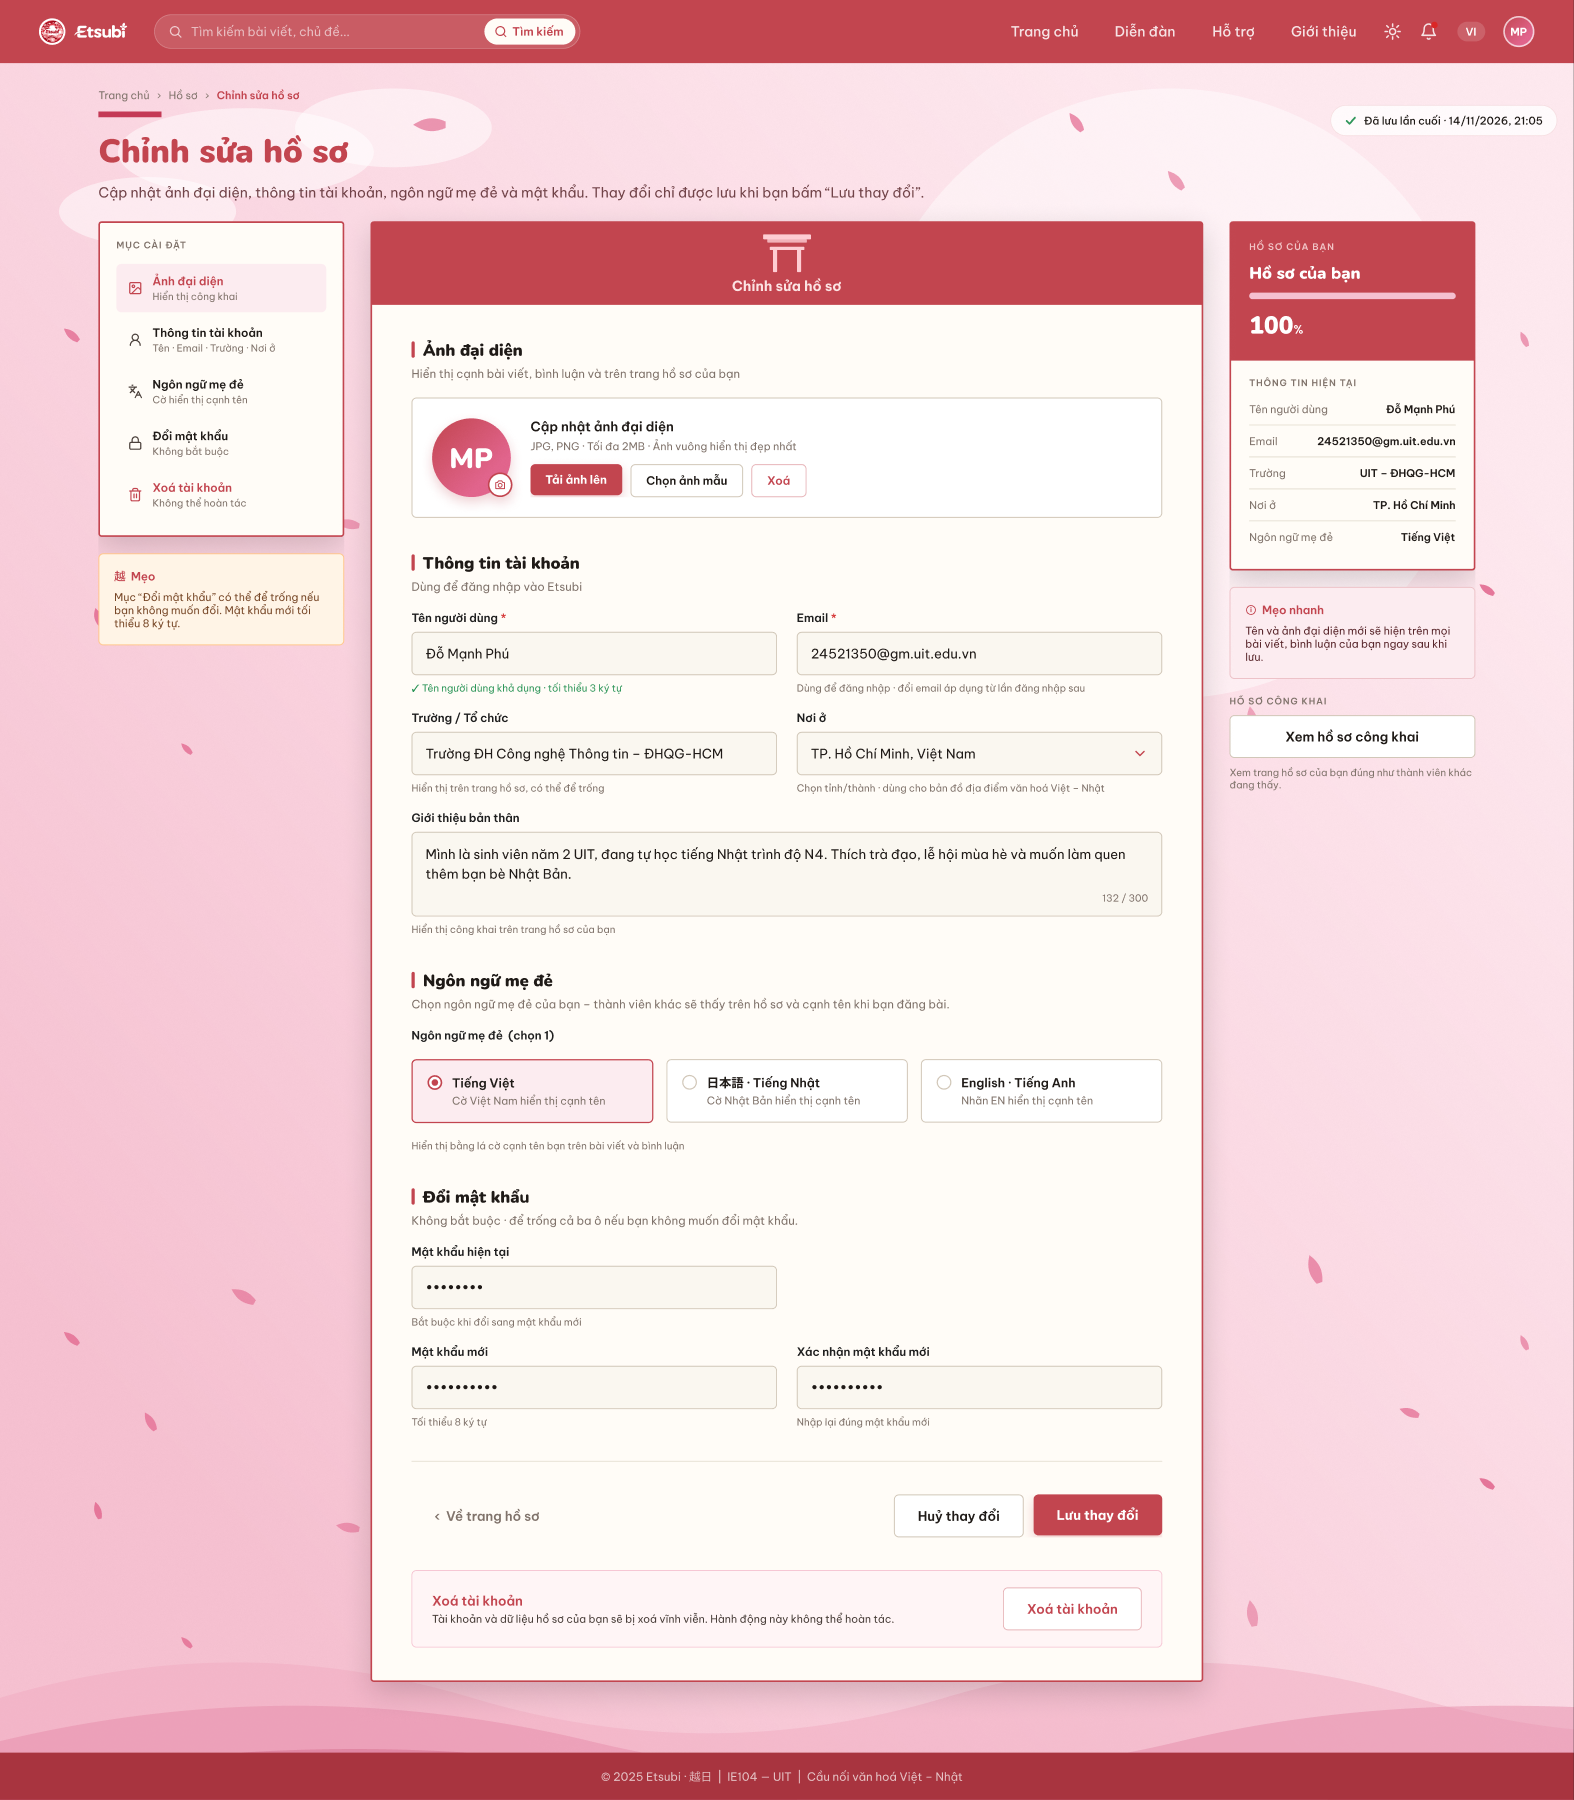 Etsubi
Tìm kiếm bài viết, chủ đề...
Tìm kiếm
Trang chủ
Diễn đàn
Hỗ trợ
Giới thiệu
VI
MP
Trang chủ › Hồ sơ › Chỉnh sửa hồ sơ
Đã lưu lần cuối · 14/11/2026, 21:05
Chỉnh sửa hồ sơ
Cập nhật ảnh đại diện, thông tin tài khoản, ngôn ngữ mẹ đẻ và mật khẩu. Thay đổi chỉ được lưu khi bạn bấm “Lưu thay đổi”.
MỤC CÀI ĐẶT
Ảnh đại diện
Hiển thị công khai
Thông tin tài khoản
Tên · Email · Trường · Nơi ở
Ngôn ngữ mẹ đẻ
Cờ hiển thị cạnh tên
Đổi mật khẩu
Không bắt buộc
Xoá tài khoản
Không thể hoàn tác
越 Mẹo
Mục “Đổi mật khẩu” có thể để trống nếu
bạn không muốn đổi. Mật khẩu mới tối
thiểu 8 ký tự.
Chỉnh sửa hồ sơ
Ảnh đại diện
Hiển thị cạnh bài viết, bình luận và trên trang hồ sơ của bạn
MP
Cập nhật ảnh đại diện
JPG, PNG · Tối đa 2MB · Ảnh vuông hiển thị đẹp nhất
Tải ảnh lên
Chọn ảnh mẫu
Xoá
Thông tin tài khoản
Dùng để đăng nhập vào Etsubi
Tên người dùng *
Email *
Đỗ Mạnh Phú
24521350@gm.uit.edu.vn
✓ Tên người dùng khả dụng · tối thiểu 3 ký tự
Dùng để đăng nhập · đổi email áp dụng từ lần đăng nhập sau
Trường / Tổ chức
Nơi ở
Trường ĐH Công nghệ Thông tin – ĐHQG-HCM
TP. Hồ Chí Minh, Việt Nam
Hiển thị trên trang hồ sơ, có thể để trống
Chọn tỉnh/thành · dùng cho bản đồ địa điểm văn hoá Việt – Nhật
Giới thiệu bản thân
Mình là sinh viên năm 2 UIT, đang tự học tiếng Nhật trình độ N4. Thích trà đạo, lễ hội mùa hè và muốn làm quen
thêm bạn bè Nhật Bản.
132 / 300
Hiển thị công khai trên trang hồ sơ của bạn
Ngôn ngữ mẹ đẻ
Chọn ngôn ngữ mẹ đẻ của bạn – thành viên khác sẽ thấy trên hồ sơ và cạnh tên khi bạn đăng bài.
Ngôn ngữ mẹ đẻ (chọn 1)
Tiếng Việt
Cờ Việt Nam hiển thị cạnh tên
日本語 · Tiếng Nhật
Cờ Nhật Bản hiển thị cạnh tên
English · Tiếng Anh
Nhãn EN hiển thị cạnh tên
Hiển thị bằng lá cờ cạnh tên bạn trên bài viết và bình luận
Đổi mật khẩu
Không bắt buộc · để trống cả ba ô nếu bạn không muốn đổi mật khẩu.
Mật khẩu hiện tại
••••••••
Bắt buộc khi đổi sang mật khẩu mới
Mật khẩu mới
Xác nhận mật khẩu mới
••••••••••
••••••••••
Tối thiểu 8 ký tự
Nhập lại đúng mật khẩu mới
‹ Về trang hồ sơ
Huỷ thay đổi
Lưu thay đổi
Xoá tài khoản
Tài khoản và dữ liệu hồ sơ của bạn sẽ bị xoá vĩnh viễn. Hành động này không thể hoàn tác.
Xoá tài khoản
HỒ SƠ CỦA BẠN
Hồ sơ của bạn
100%
THÔNG TIN HIỆN TẠI
Tên người dùng Đỗ Mạnh Phú
Email 24521350@gm.uit.edu.vn
Trường UIT – ĐHQG-HCM
Nơi ở TP. Hồ Chí Minh
Ngôn ngữ mẹ đẻ Tiếng Việt
Mẹo nhanh
Tên và ảnh đại diện mới sẽ hiện trên mọi
bài viết, bình luận của bạn ngay sau khi
lưu.
HỒ SƠ CÔNG KHAI
Xem hồ sơ công khai
Xem trang hồ sơ của bạn đúng như thành viên khác
đang thấy.
© 2025 Etsubi · 越日 | IE104 — UIT | Cầu nối văn hoá Việt – Nhật